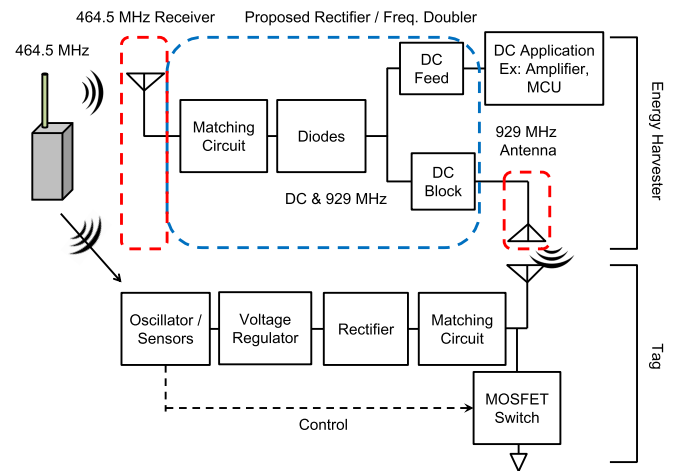 464.5 MHz Receiver
Proposed Rectifier / Freq. Doubler
464.5 MHz
DC
Feed
DC Application
Ex: Amplifier,
MCU
Matching
Circuit
Diodes
929 MHz
Antenna
DC
Block
DC & 929 MHz
Energy Harvester
Oscillator /
Sensors
Voltage
Regulator
Rectifier
Matching
Circuit
Tag
MOSFET
Switch
Control